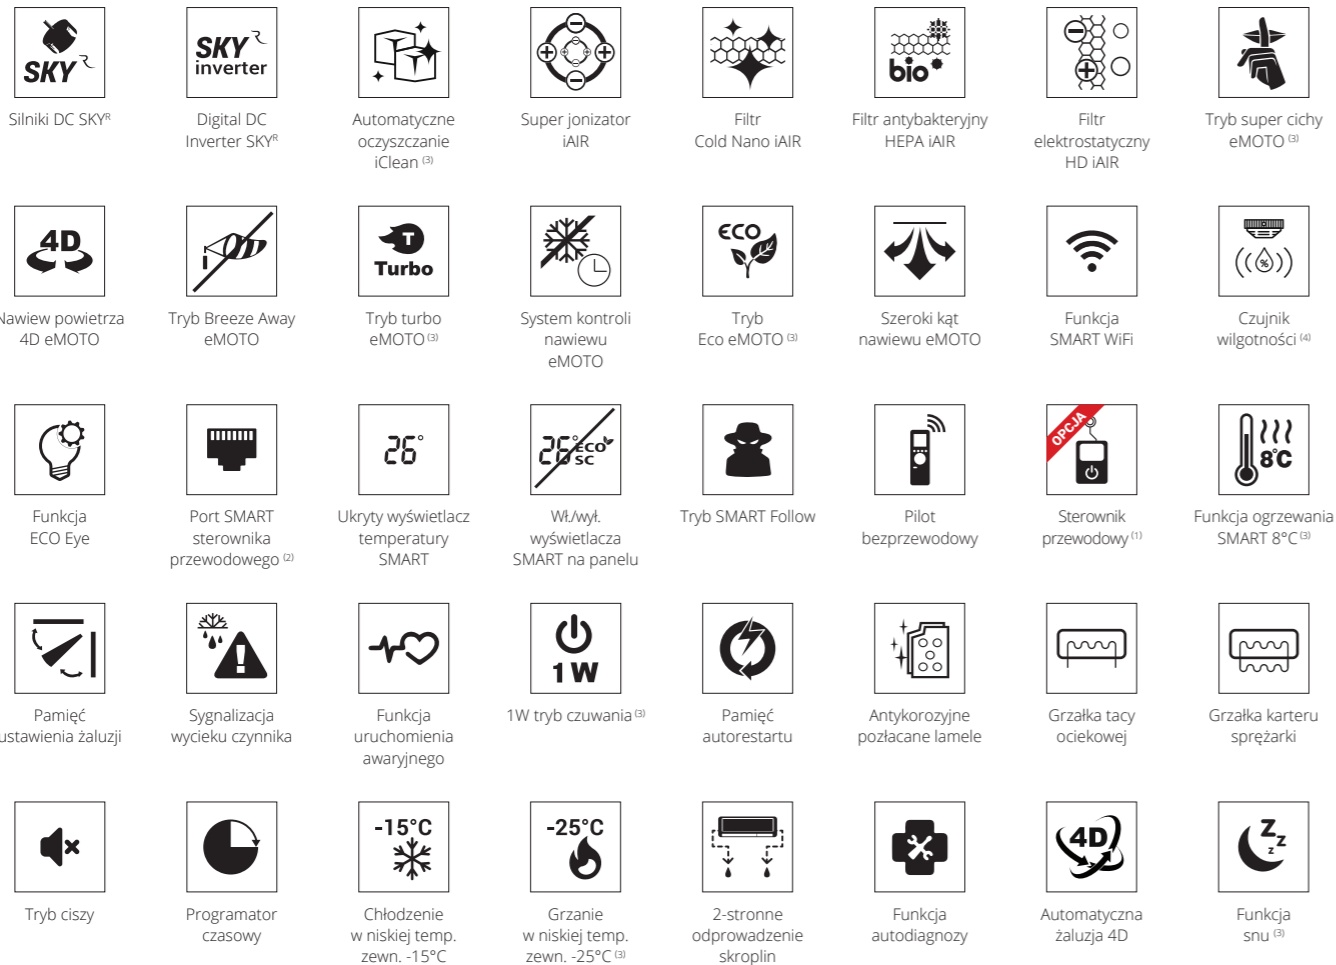 SKY R
SKY R
inverter
bio
Silniki DC SKYᴿ
Digital DC
Inverter SKYᴿ
Automatyczne
oczyszczanie
iClean (3)
Super jonizator
iAIR
Filtr
Cold Nano iAIR
Filtr antybakteryjny
HEPA iAIR
Filtr
elektrostatyczny
HD iAIR
Tryb super cichy
eMOTO (3)
4D
T
Turbo
ECO
%
Nawiew powietrza
4D eMOTO
Tryb Breeze Away
eMOTO
Tryb turbo
eMOTO (3)
System kontroli
nawiewu
eMOTO
Tryb
Eco eMOTO (3)
Szeroki kąt
nawiewu eMOTO
Funkcja
SMART WiFi
Czujnik
wilgotności (4)
26°
26° ECO
SC
OPCJA
8°C
Funkcja
ECO Eye
Port SMART
sterownika
przewodowego (2)
Ukryty wyświetlacz
temperatury
SMART
Wł./wył.
wyświetlacza
SMART na panelu
Tryb SMART Follow
Pilot
bezprzewodowy
Sterownik
przewodowy (1)
Funkcja ogrzewania
SMART 8°C (3)
1W
Pamięć
ustawienia żaluzji
Sygnalizacja
wycieku czynnika
Funkcja
uruchomienia
awaryjnego
1W tryb czuwania (3)
Pamięć
autorestartu
Antykorozyjne
pozłacane lamele
Grzałka tacy
ociekowej
Grzałka karteru
sprężarki
-15°C
-25°C
4D
Z z z
Tryb ciszy
Programator
czasowy
Chłodzenie
w niskiej temp.
zewn. -15°C
Grzanie
w niskiej temp.
zewn. -25°C (3)
2-stronne
odprowadzenie
skroplin
Funkcja
autodiagnozy
Automatyczna
żaluzja 4D
Funkcja
snu (3)